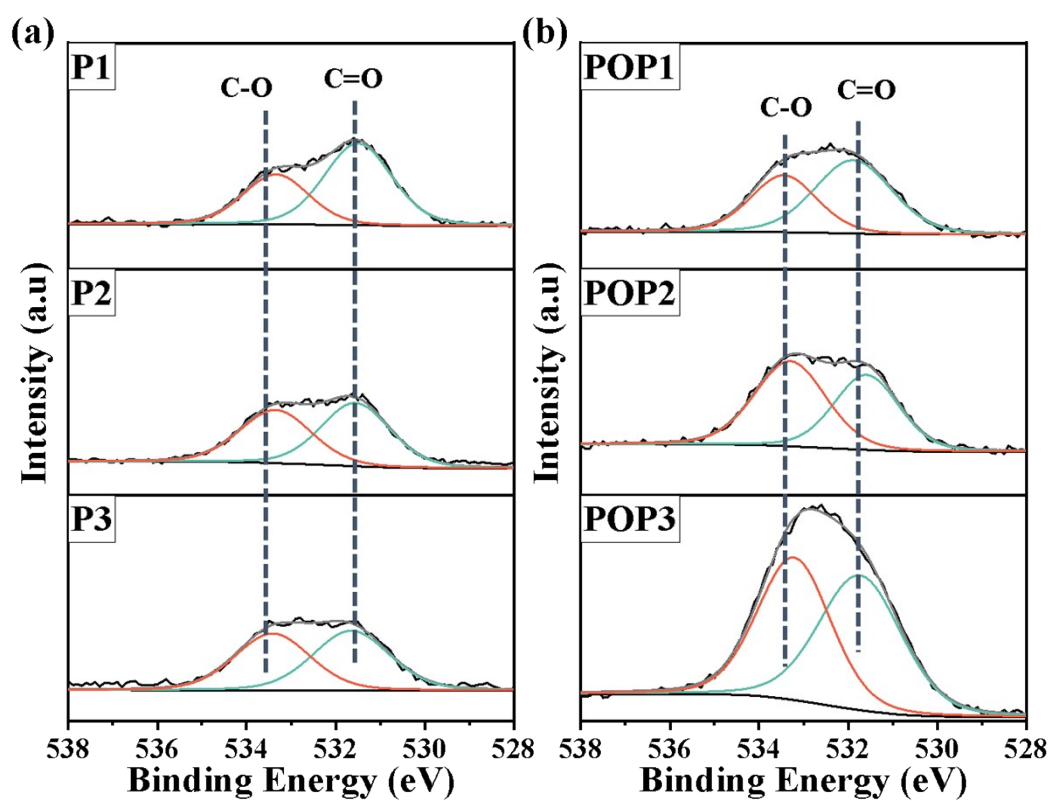 (a)
P1
C-O
C=O
P2
P3
Intensity (a.u)
538 536 534 532 530 528
Binding Energy (eV)
(b)
POP1
C-O
C=O
POP2
POP3
Intensity (a.u)
538 536 534 532 530 528
Binding Energy (eV)